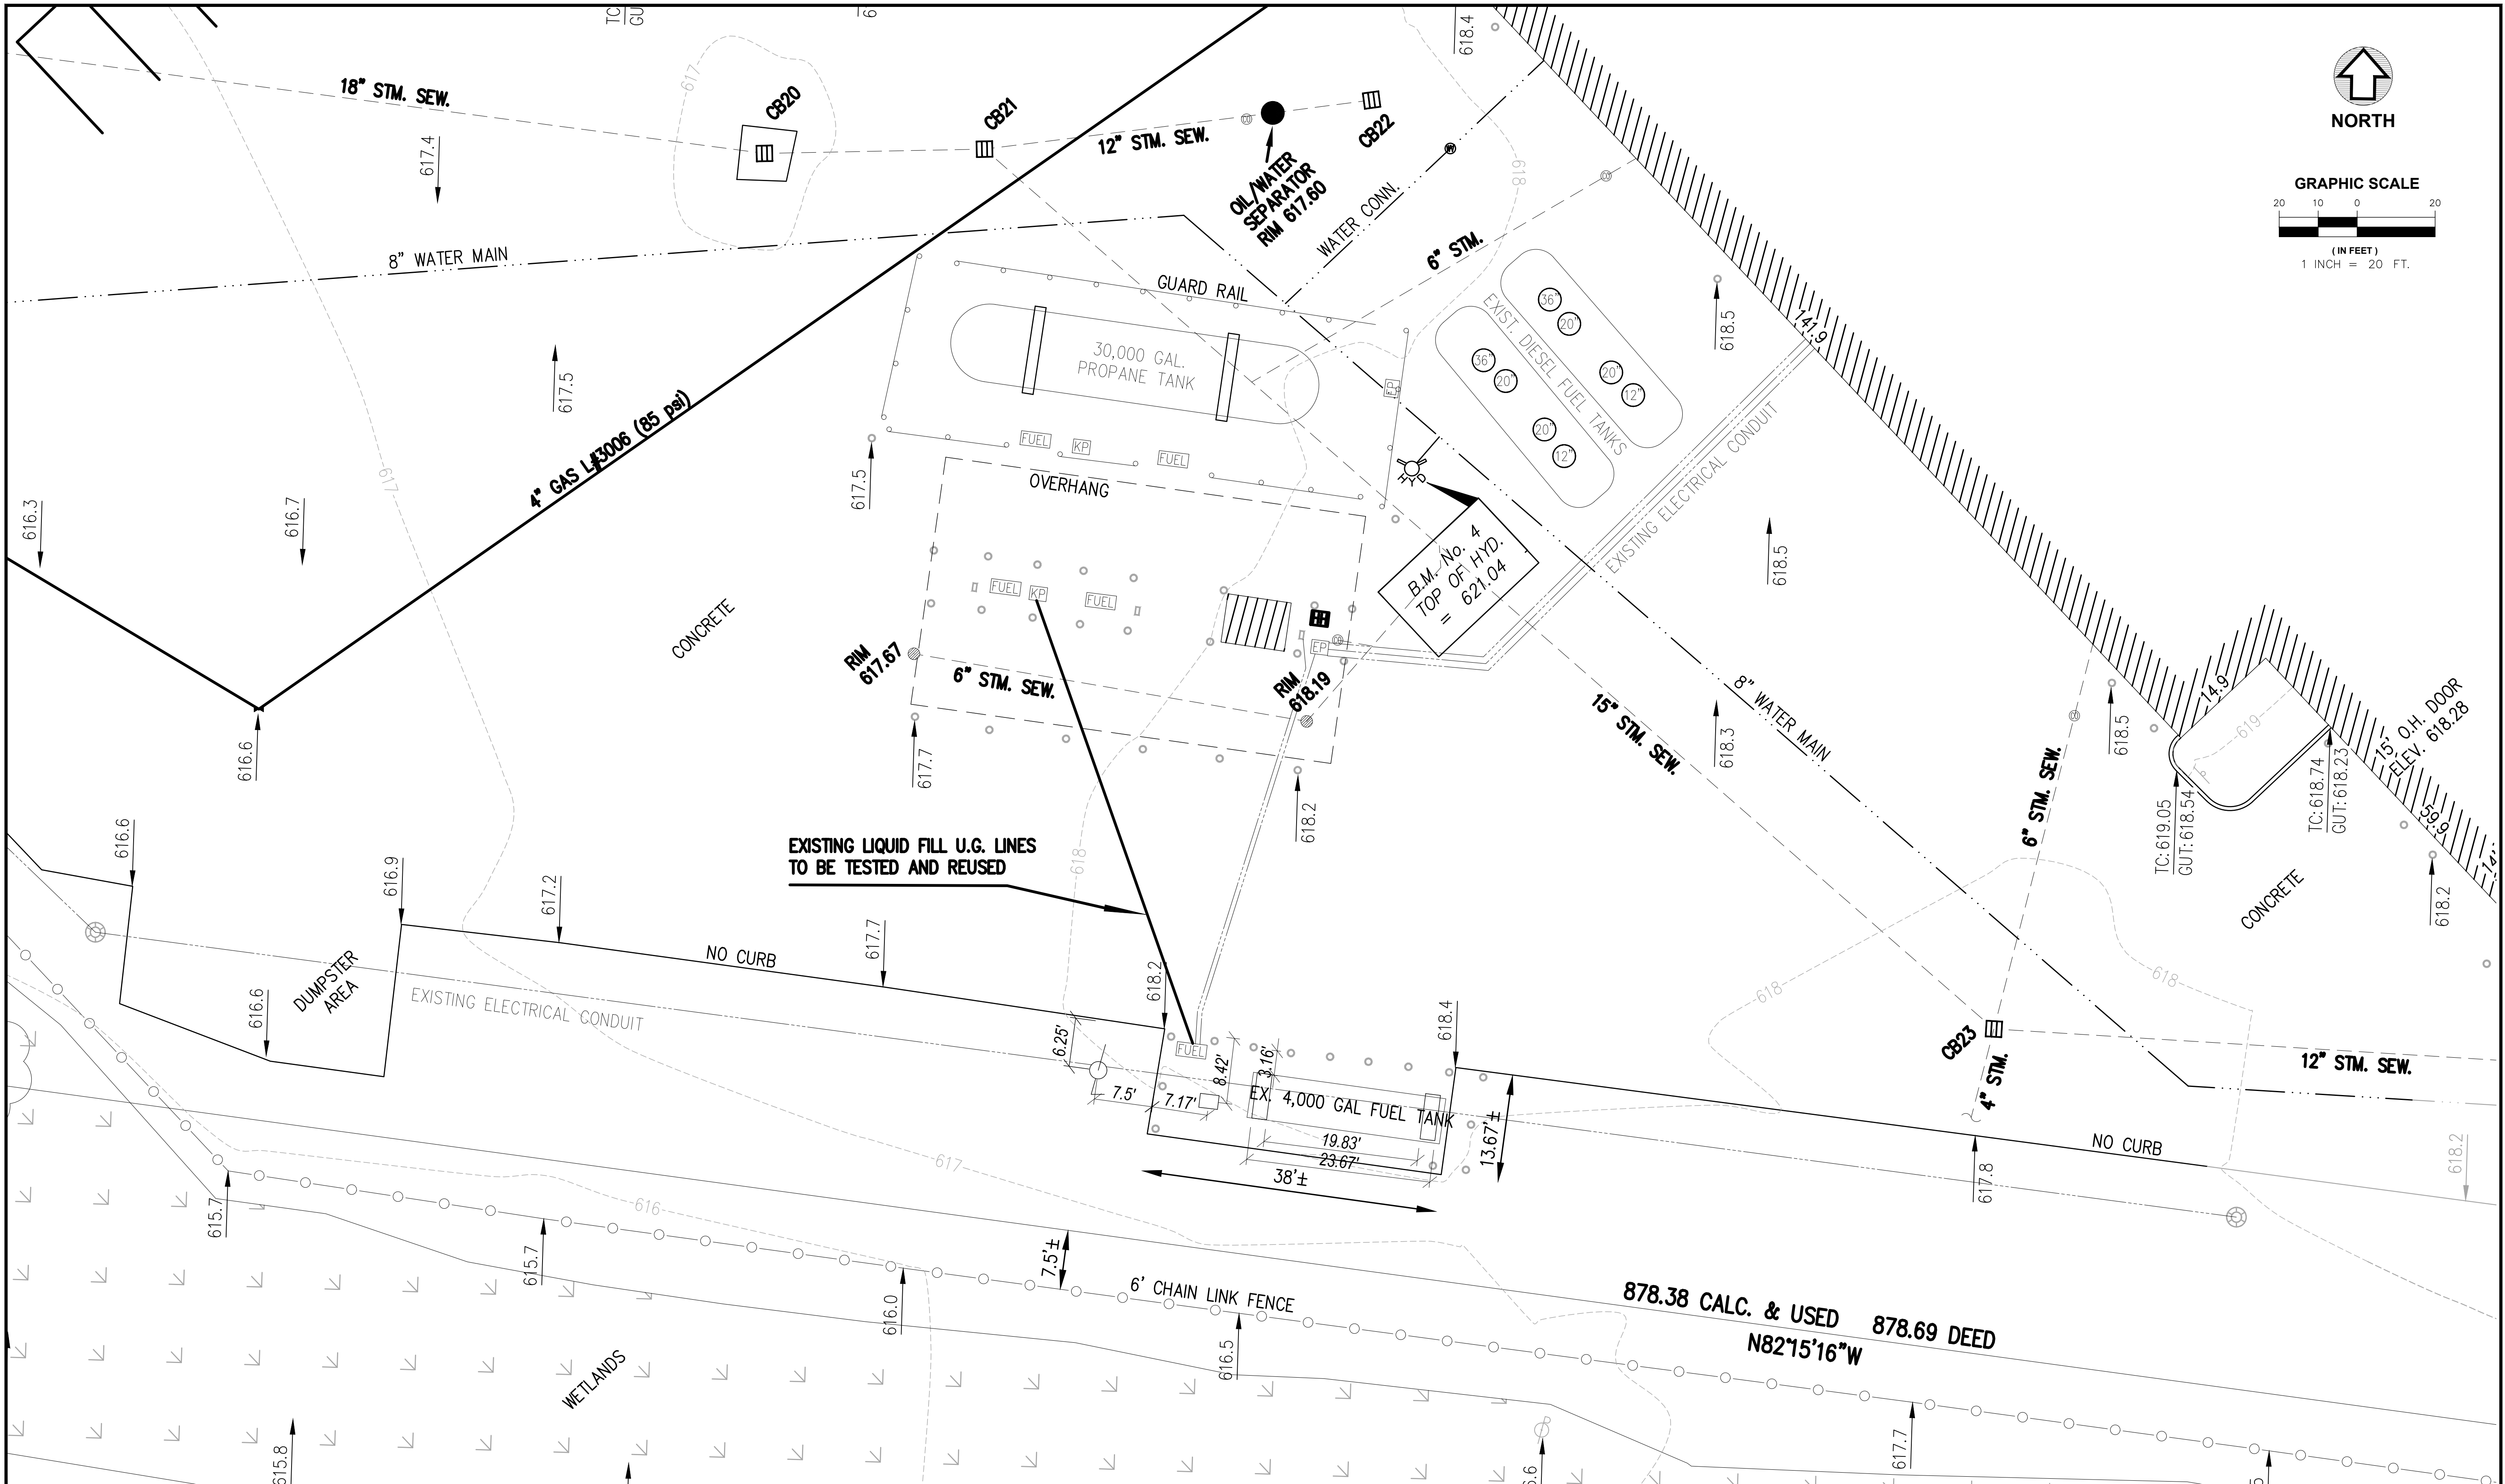 TC:
GU
618.4
NORTH
GRAPHIC SCALE
20 10 0 20
( IN FEET )
1 INCH = 20 FT.
18" STM. SEW.
617
CB20
CB21
12" STM. SEW.
CB22
OIL/WATER
SEPARATOR
RIM 617.60
WATER CONN.
W
618
617.4
8" WATER MAIN
6" STM.
GUARD RAIL
30,000 GAL.
PROPANE TANK
EXIST. DIESEL FUEL TANKS
36"
20"
20"
12"
36"
20"
20"
12"
618.5
141.9
617.5
4" GAS L#3006 (85 psi)
617
EP
FUEL
KP
FUEL
617.5
OVERHANG
HYD
B.M. No. 4
TOP OF HYD.
= 621.04
EXISTING ELECTRICAL CONDUIT
618.5
616.3
616.7
CONCRETE
FUEL
KP
FUEL
EP
RIM
617.67
6" STM. SEW.
RIM
618.19
15" STM. SEW.
8" WATER MAIN
618.3
616.6
617.7
618.2
618.5
14.9
619
15' O.H. DOOR
ELEV. 618.28
TC: 619.05
GUT: 618.54
TC: 618.74
GUT: 618.23
59.9
6" STM. SEW.
618.2
CONCRETE
EXISTING LIQUID FILL U.G. LINES
TO BE TESTED AND REUSED
618
616.6
616.9
617.2
NO CURB
617.7
618.2
618.4
618
618
DUMPSTER
AREA
616.6
EXISTING ELECTRICAL CONDUIT
6.25'
FUEL
8.42'
3.16'
7.5'
7.17'
EX. 4,000 GAL FUEL TANK
19.83'
23.67'
38'±
13.67'±
CB23
4" STM.
12" STM. SEW.
NO CURB
617.8
618.2
617
616
615.7
615.7
616.0
7.5'±
6' CHAIN LINK FENCE
616.5
878.38 CALC. & USED 878.69 DEED
N82°15'16"W
WETLANDS
615.8
617.7